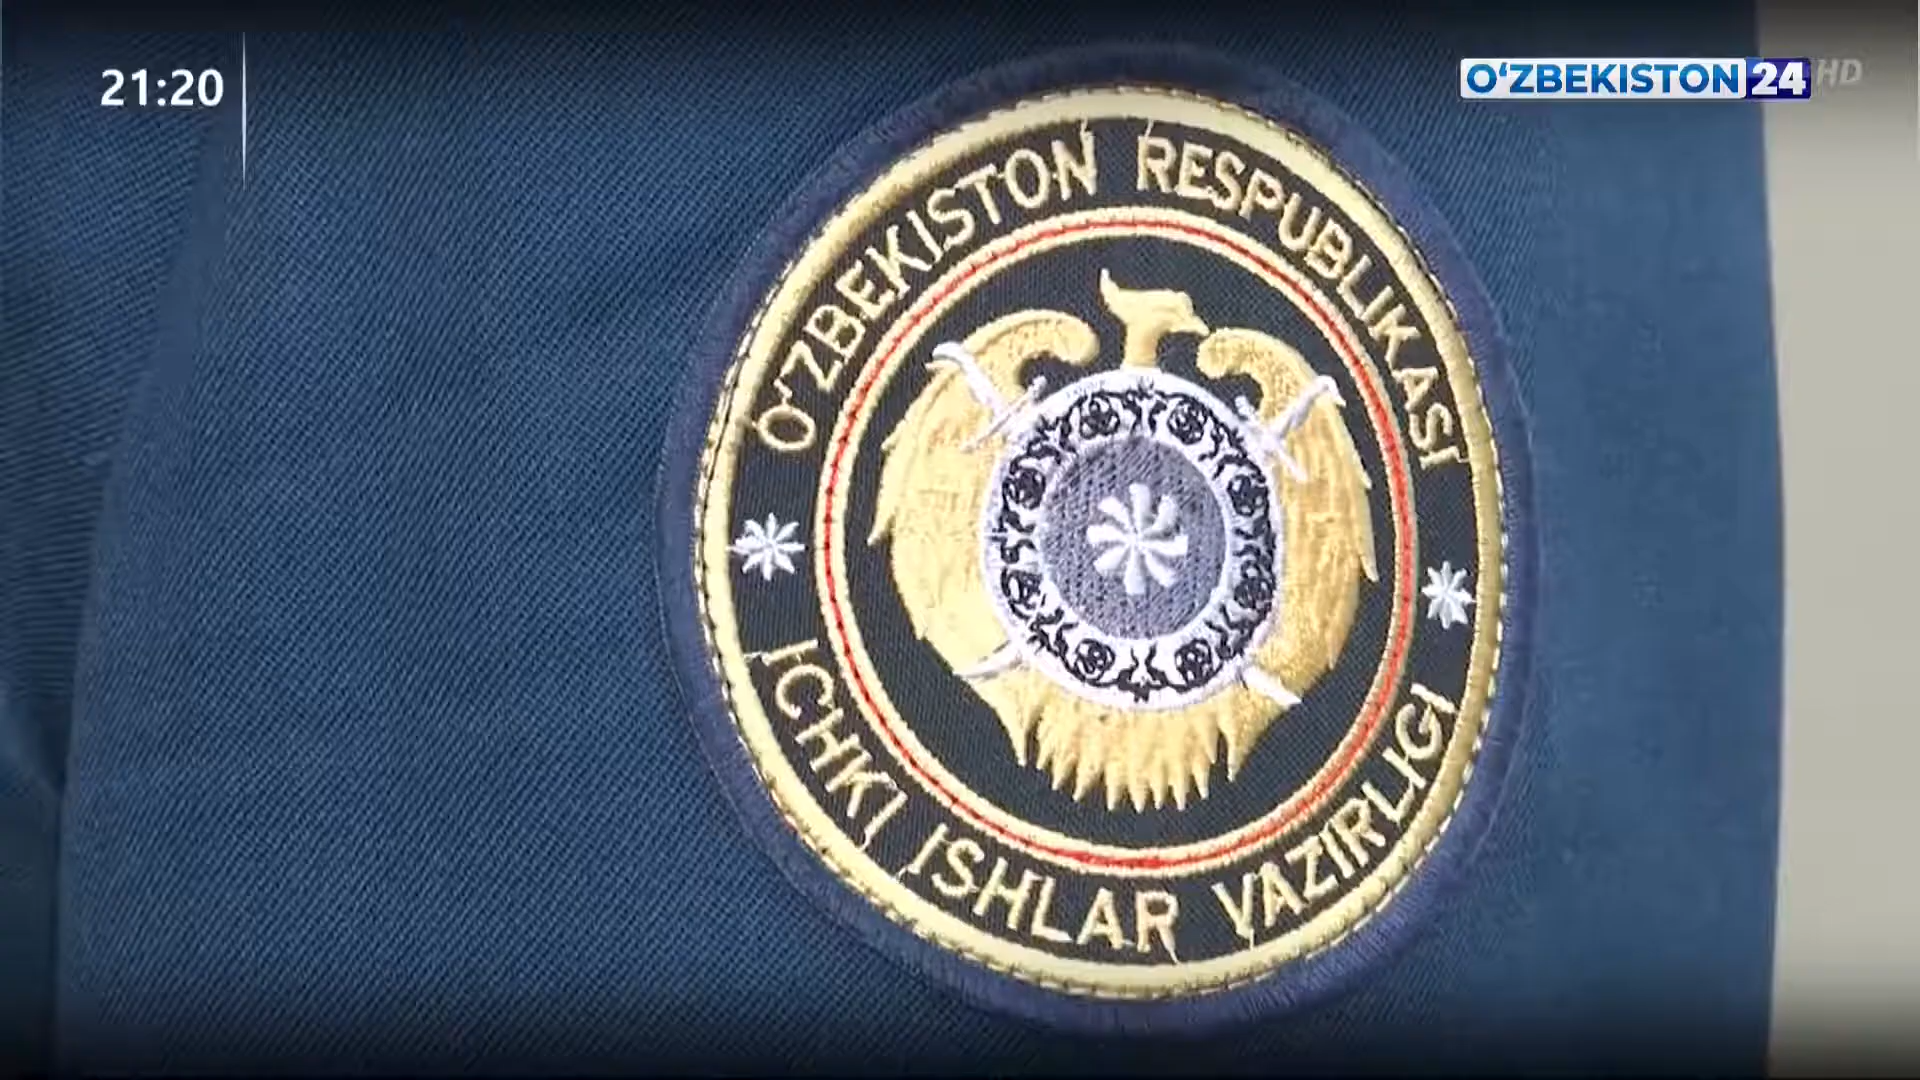 21:20
O‘ZBEKISTON 24 HD
O‘ZBEKISTON RESPUBLIKASI
ICHKI ISHLAR VAZIRLIGI